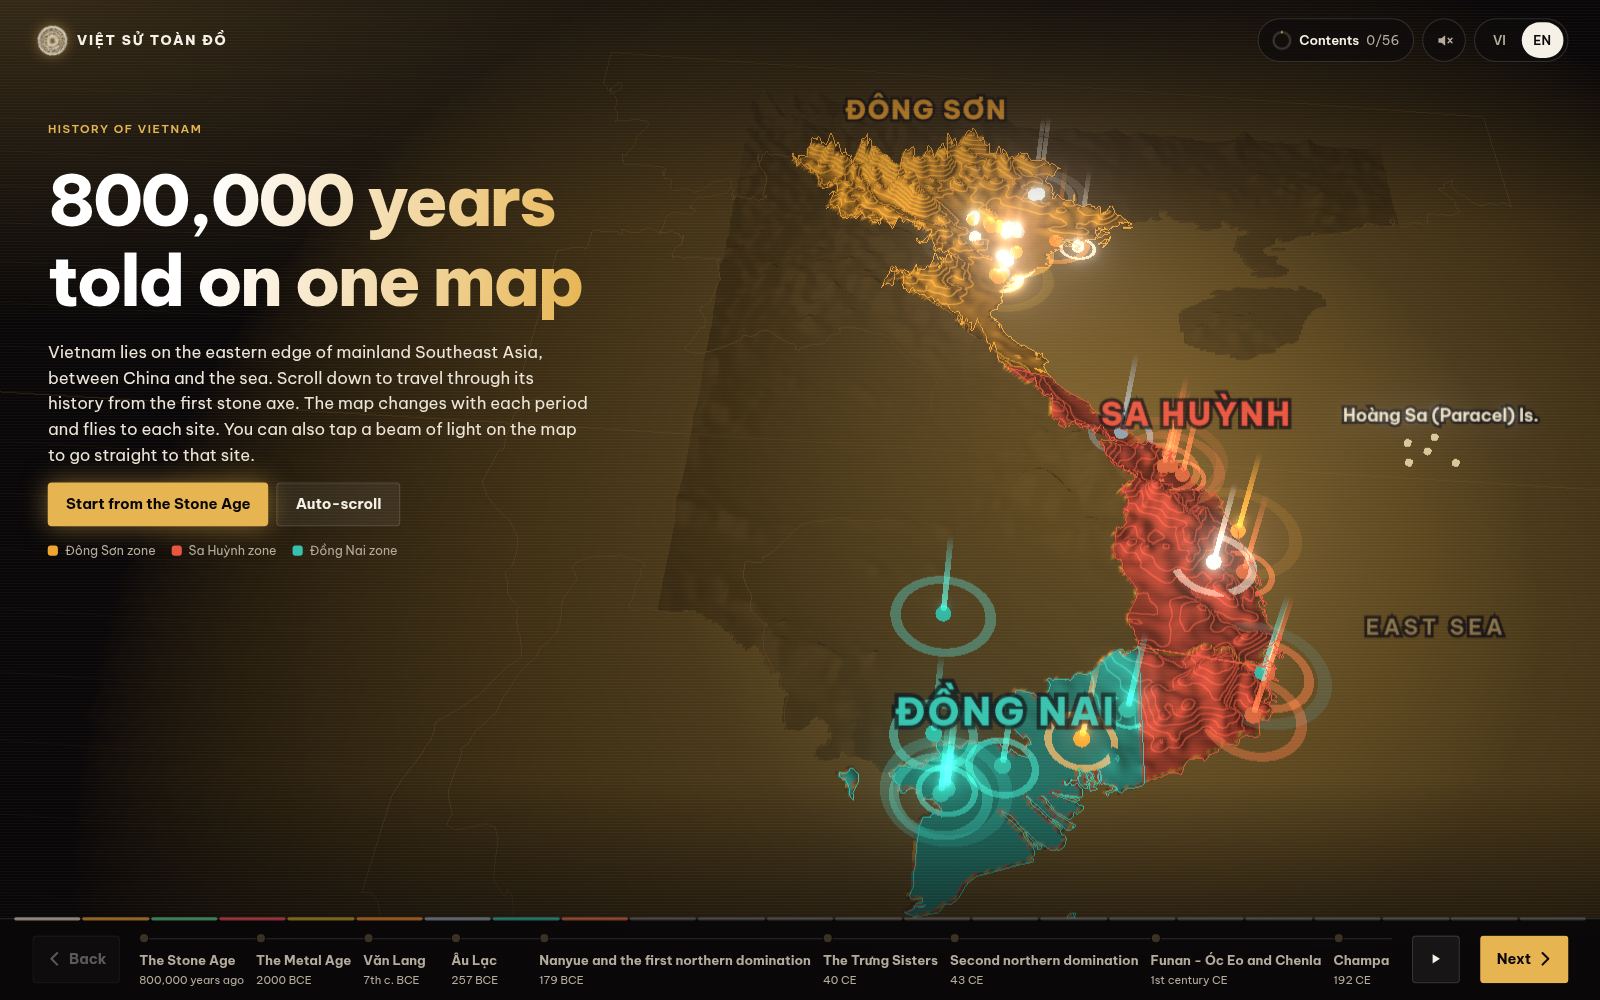 VIỆT SỬ TOÀN ĐỒ
Contents 0/56
VI
EN
HISTORY OF VIETNAM
800,000 years
told on one map
Vietnam lies on the eastern edge of mainland Southeast Asia,
between China and the sea. Scroll down to travel through its
history from the first stone axe. The map changes with each period
and flies to each site. You can also tap a beam of light on the map
to go straight to that site.
Start from the Stone Age
Auto-scroll
Đông Sơn zone
Sa Huỳnh zone
Đồng Nai zone
ĐÔNG SƠN
SA HUỲNH
Hoàng Sa (Paracel) Is.
EAST SEA
ĐỒNG NAI
Back
The Stone Age
800,000 years ago
The Metal Age
2000 BCE
Văn Lang
7th c. BCE
Âu Lạc
257 BCE
Nanyue and the first northern domination
179 BCE
The Trưng Sisters
40 CE
Second northern domination
43 CE
Funan - Óc Eo and Chenla
1st century CE
Champa
192 CE
Next